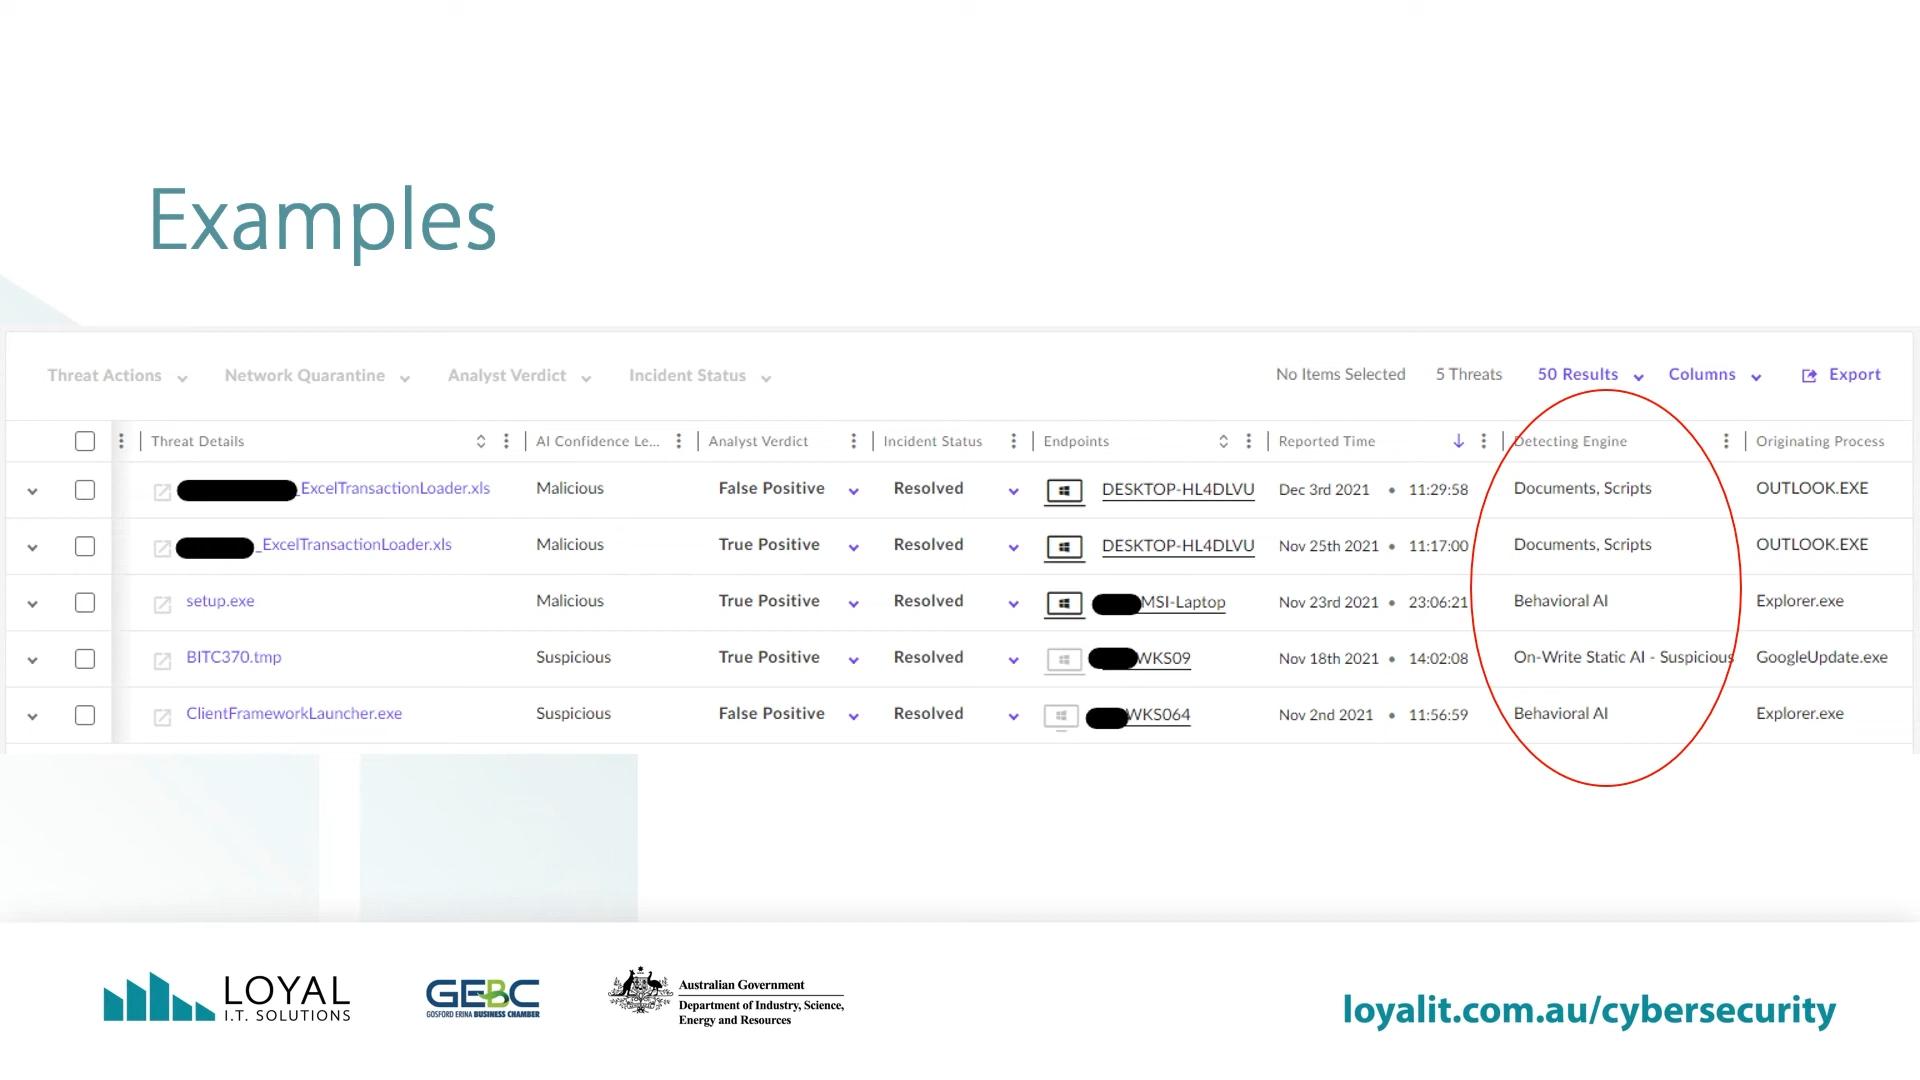 Examples
Threat Actions Network Quarantine Analyst Verdict Incident Status No Items Selected 5 Threats 50 Results Columns Export
Threat Details AI Confidence Le... Analyst Verdict Incident Status Endpoints Reported Time Detecting Engine Originating Process
_ExcelTransactionLoader.xls Malicious False Positive Resolved DESKTOP-HL4DLVU Dec 3rd 2021 • 11:29:58 Documents, Scripts OUTLOOK.EXE
_ExcelTransactionLoader.xls Malicious True Positive Resolved DESKTOP-HL4DLVU Nov 25th 2021 • 11:17:00 Documents, Scripts OUTLOOK.EXE
setup.exe Malicious True Positive Resolved MSI-Laptop Nov 23rd 2021 • 23:06:21 Behavioral AI Explorer.exe
BITC370.tmp Suspicious True Positive Resolved WKS09 Nov 18th 2021 • 14:02:08 On-Write Static AI - Suspicious GoogleUpdate.exe
ClientFrameworkLauncher.exe Suspicious False Positive Resolved WKS064 Nov 2nd 2021 • 11:56:59 Behavioral AI Explorer.exe
LOYAL
I.T. SOLUTIONS
GEBC
GOSFORD ERINA BUSINESS CHAMBER
Australian Government
Department of Industry, Science,
Energy and Resources
loyalit.com.au/cybersecurity